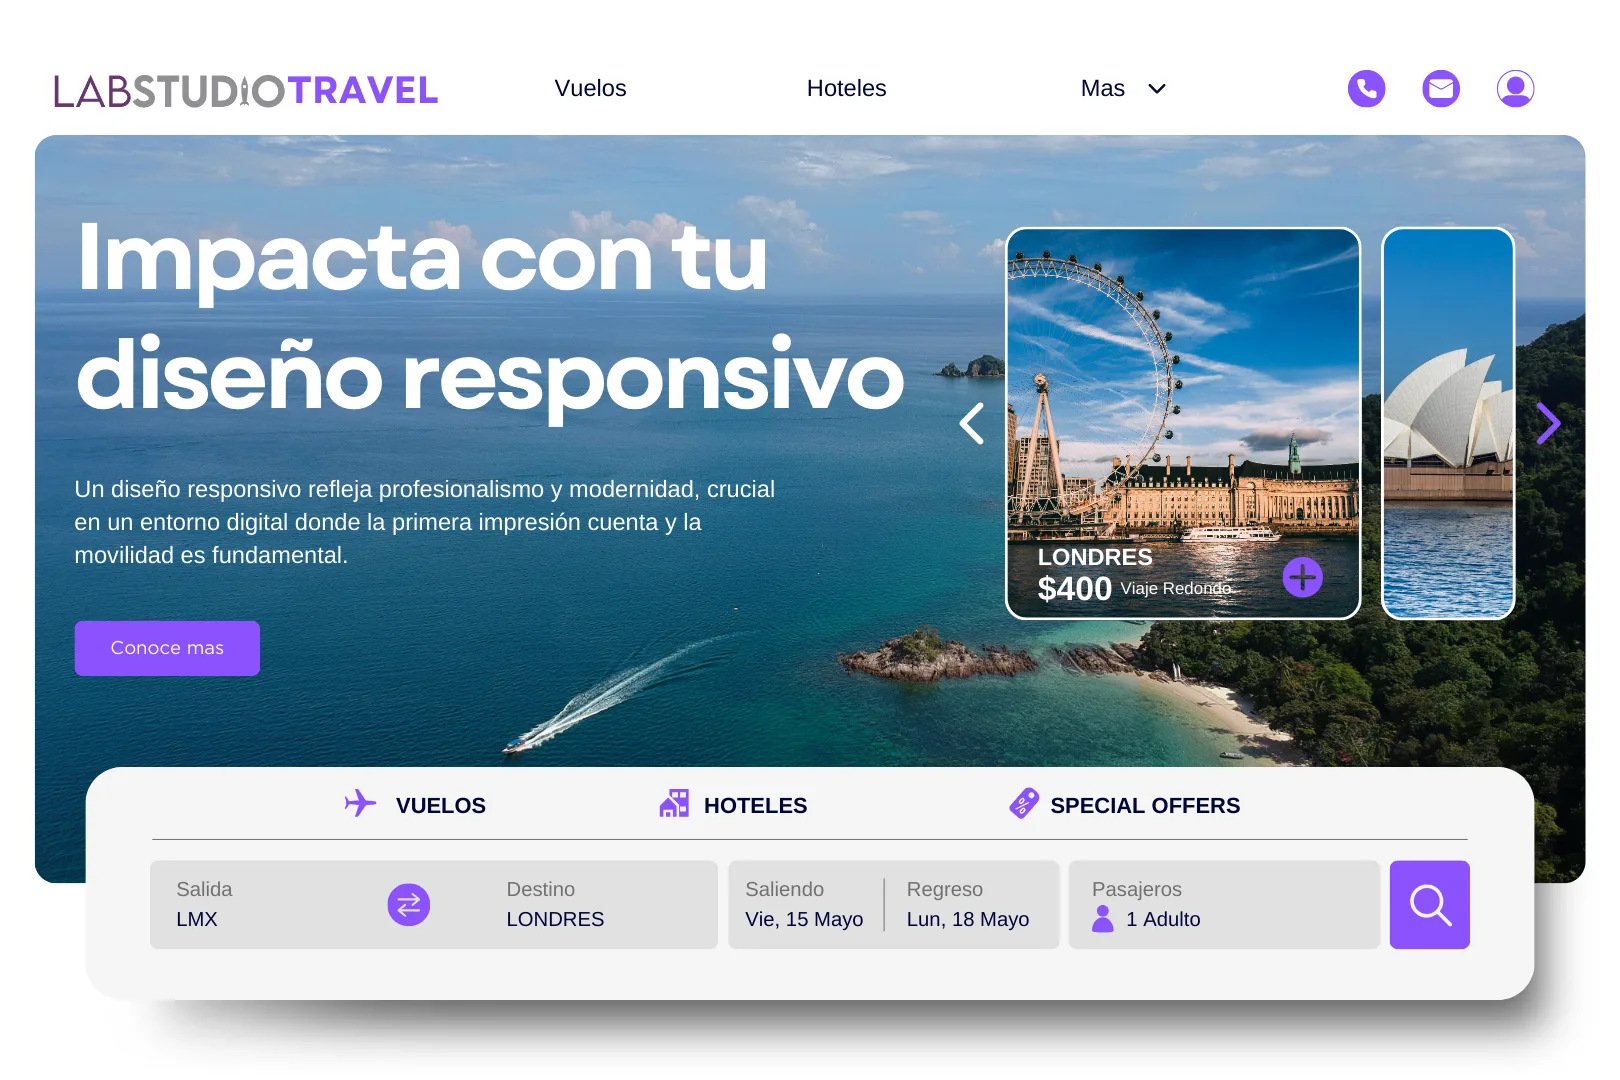 LABSTUDIOTRAVEL
Vuelos
Hoteles
Mas
Impacta con tu
diseño responsivo
Un diseño responsivo refleja profesionalismo y modernidad, crucial
en un entorno digital donde la primera impresión cuenta y la
movilidad es fundamental.
Conoce mas
LONDRES
$400 Viaje Redondo
VUELOS
HOTELES
SPECIAL OFFERS
Salida
LMX
Destino
LONDRES
Saliendo
Vie, 15 Mayo
Regreso
Lun, 18 Mayo
Pasajeros
1 Adulto